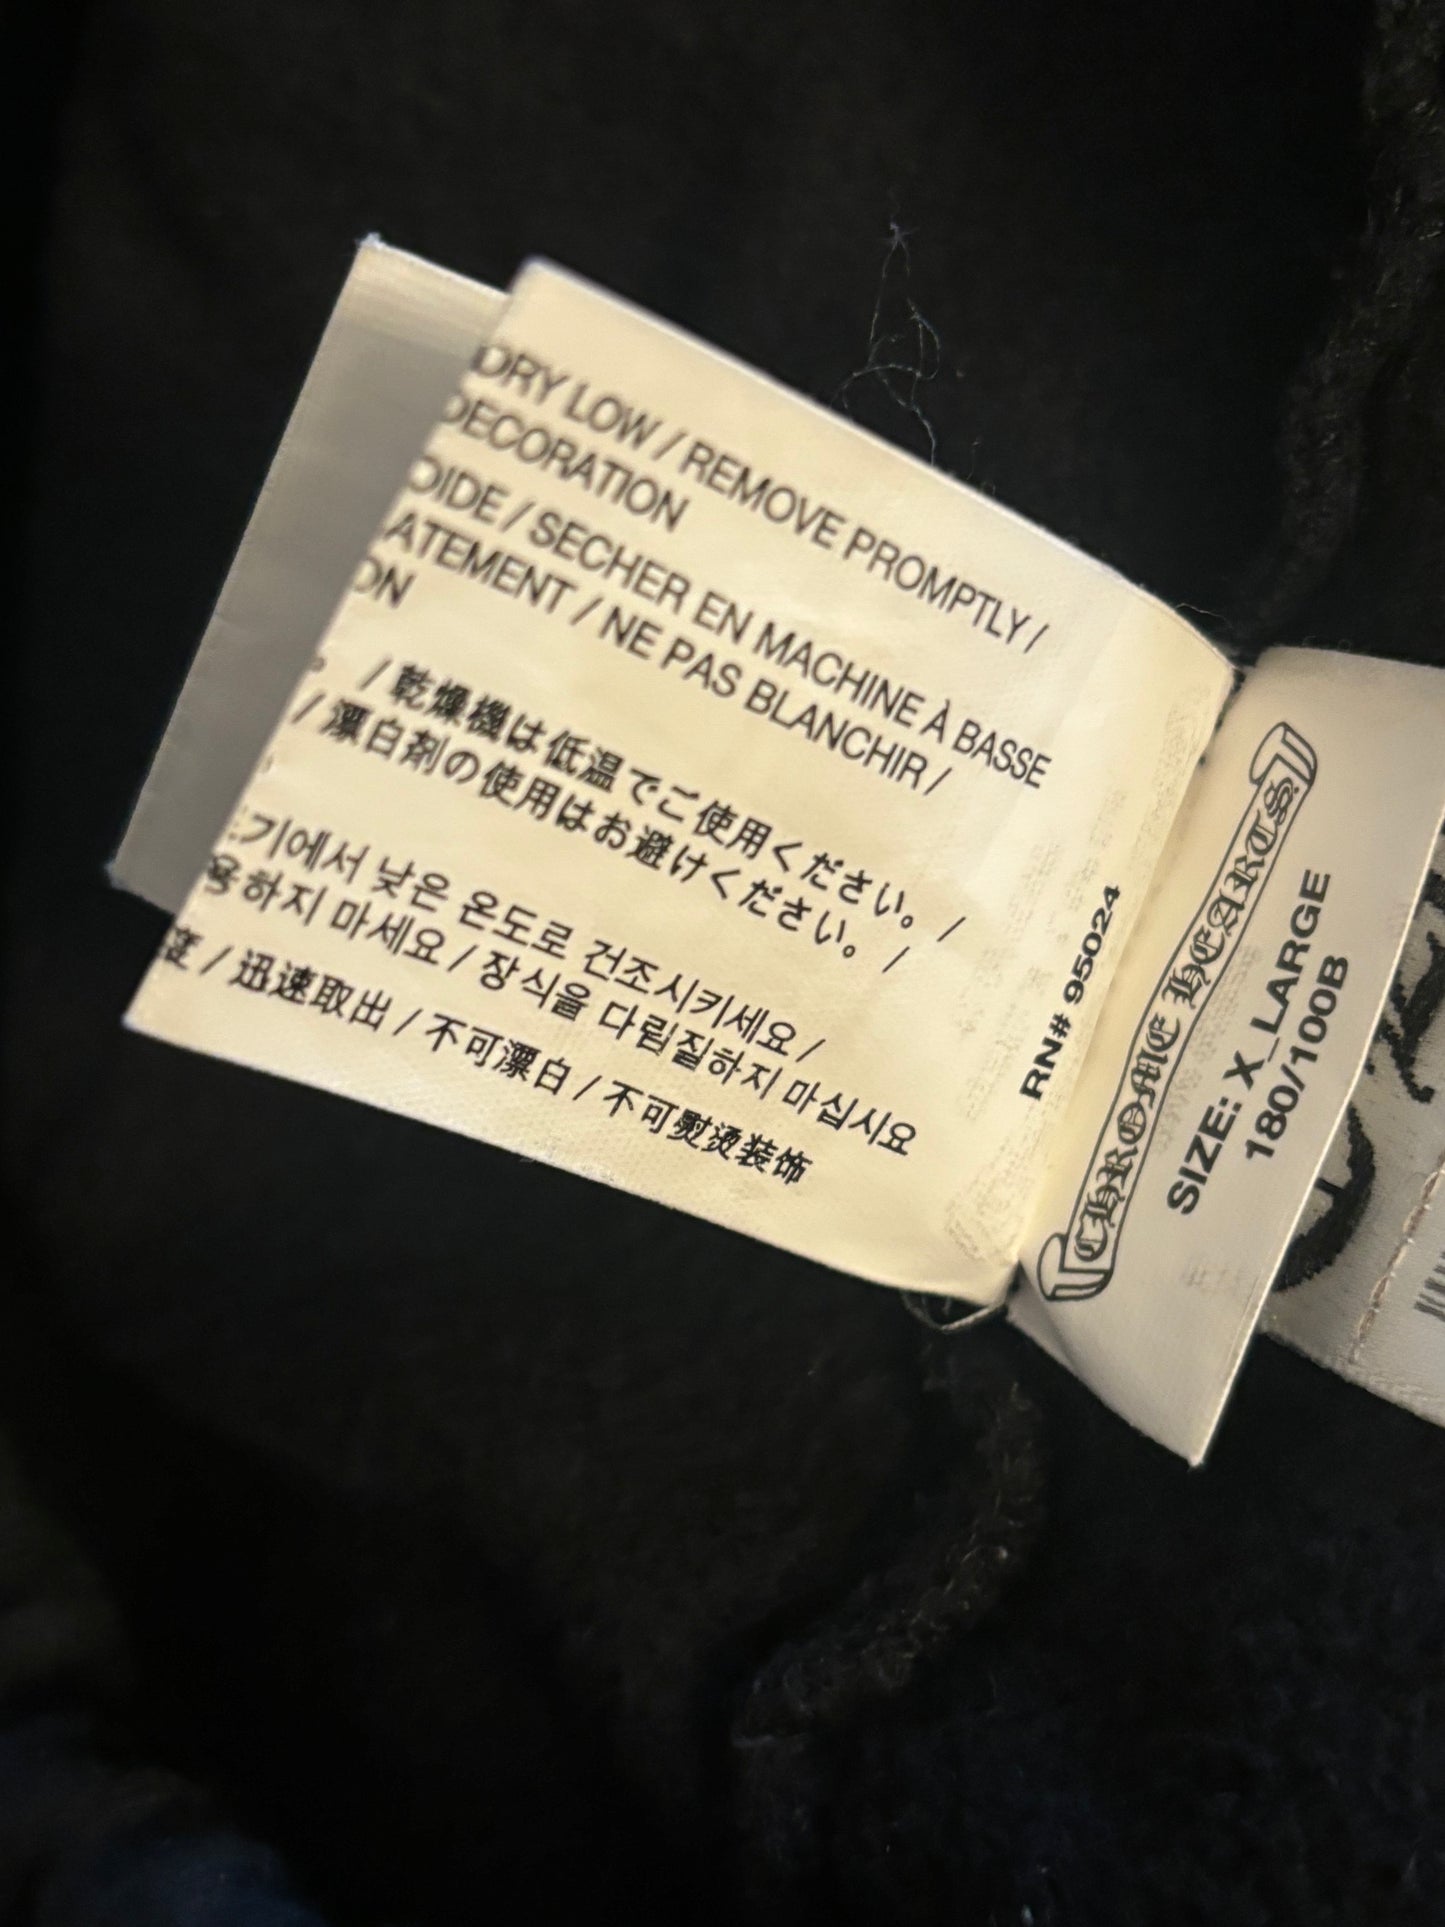 DRY LOW / REMOVE PROMPTLY /
DECORATION
OIDE / SECHER EN MACHINE À BASSE
ATEMENT / NE PAS BLANCHIR /
ON
/ 乾燥機は低温でご使用ください。 /
/ 漂白剤の使用はお避けください。 /
기에서 낮은 온도로 건조시키세요 /
용하지 마세요 / 장식을 다림질하지 마십시오
度 / 迅速取出 / 不可漂白 / 不可熨烫装饰
RN# 95024
CHROME HEARTS
SIZE: X_LARGE
180/100B